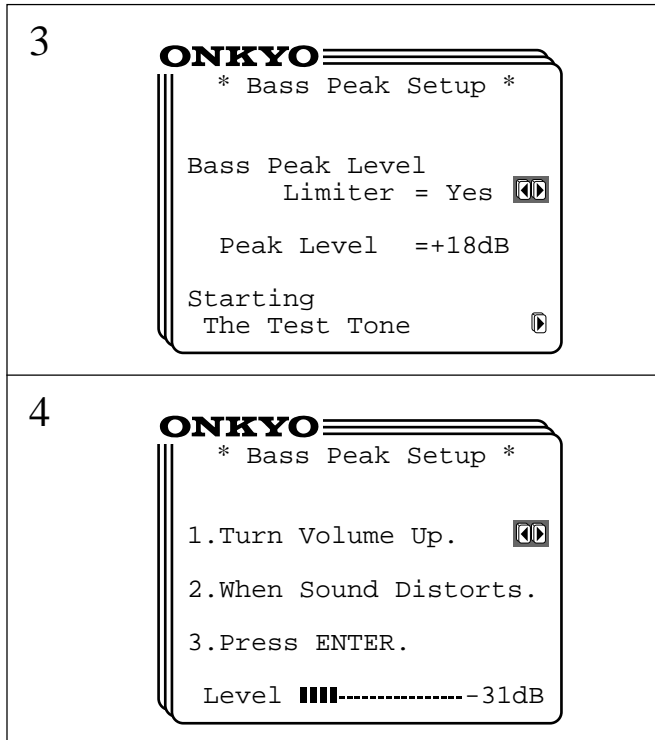 3
ONKYO
* Bass Peak Setup *
Bass Peak Level
Limiter = Yes
Peak Level =+18dB
Starting
The Test Tone
4
ONKYO
* Bass Peak Setup *
1.Turn Volume Up.
2.When Sound Distorts.
3.Press ENTER.
Level -31dB